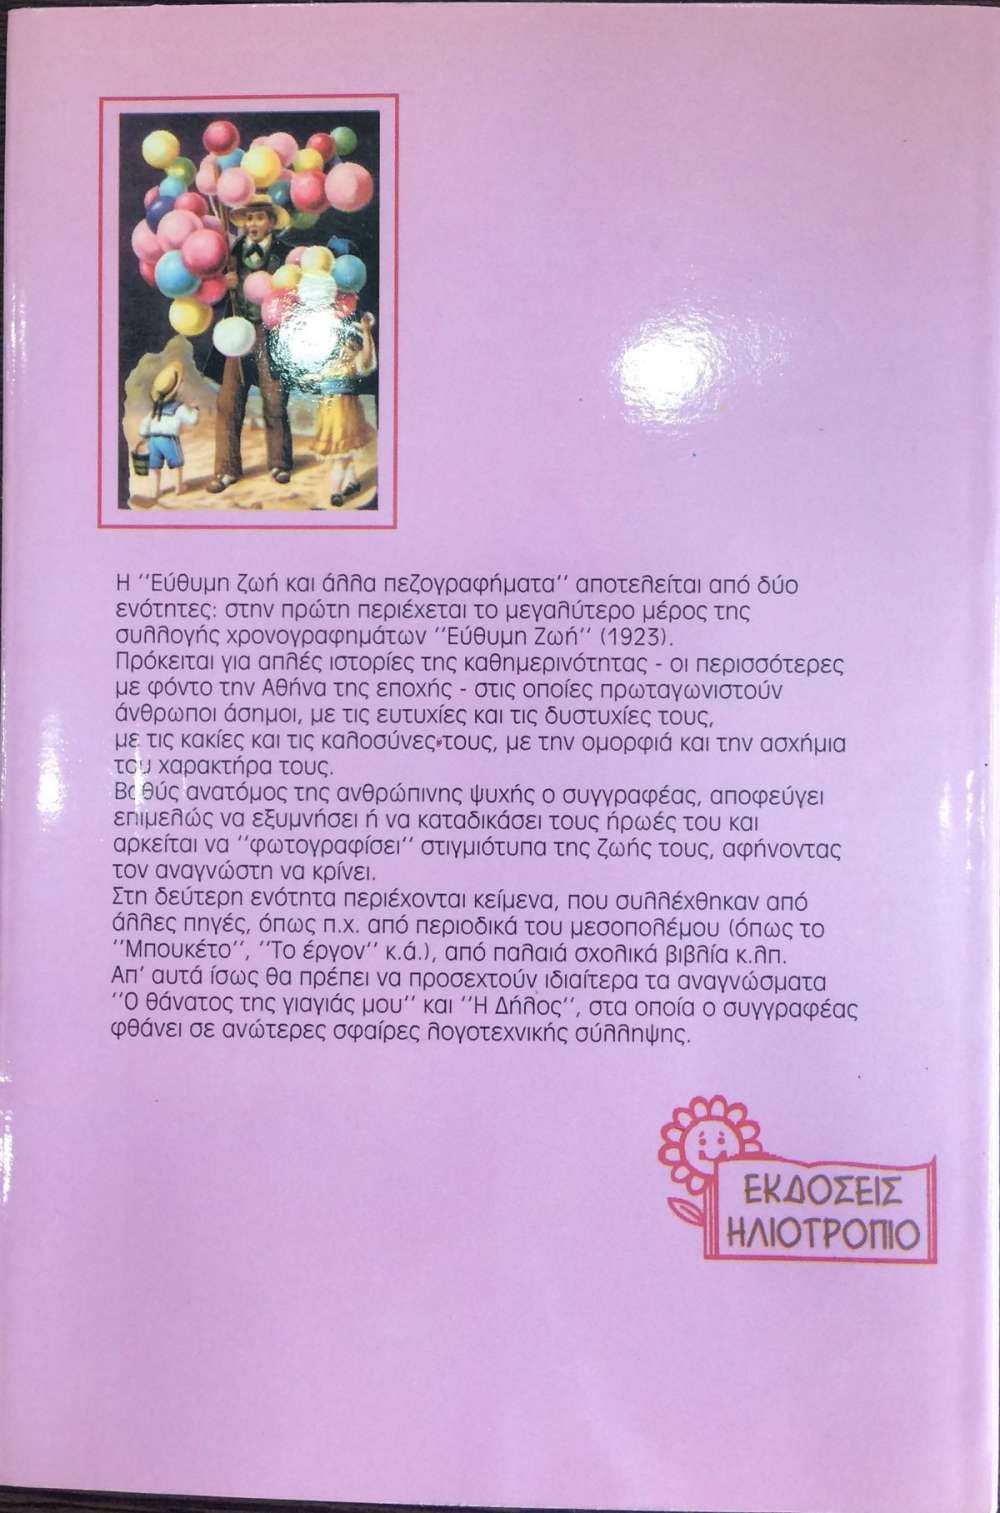 Η "Εύθυμη ζωή και άλλα πεζογραφήματα" αποτελείται από δύο
ενότητες: στην πρώτη περιέχεται το μεγαλύτερο μέρος της
συλλογής χρονογραφημάτων "Εύθυμη Ζωή" (1923).
Πρόκειται για απλές ιστορίες της καθημερινότητας - οι περισσότερες
με φόντο την Αθήνα της εποχής - στις οποίες πρωταγωνιστούν
άνθρωποι άσημοι, με τις ευτυχίες και τις δυστυχίες τους,
με τις κακίες και τις καλοσύνες τους, με την ομορφιά και την ασχήμια
του χαρακτήρα τους.
Βαθύς ανατόμος της ανθρώπινης ψυχής ο συγγραφέας, αποφεύγει
επιμελώς να εξυμνήσει ή να καταδικάσει τους ήρωές του και
αρκείται να "φωτογραφίσει" στιγμιότυπα της ζωής τους, αφήνοντας
τον αναγνώστη να κρίνει.
Στη δεύτερη ενότητα περιέχονται κείμενα, που συλλέχθηκαν από
άλλες πηγές, όπως π.χ. από περιοδικά του μεσοπολέμου (όπως το
"Μπουκέτο", "Το έργον" κ.ά.), από παλαιά σχολικά βιβλία κ.λπ.
Απ' αυτά ίσως θα πρέπει να προσεχτούν ιδιαίτερα τα αναγνώσματα
"Ο θάνατος της γιαγιάς μου" και "Η Δήλος", στα οποία ο συγγραφέας
φθάνει σε ανώτερες σφαίρες λογοτεχνικής σύλληψης.
ΕΚΔΟΣΕΙΣ
ΗΛΙΟΤΡΟΠΙΟ